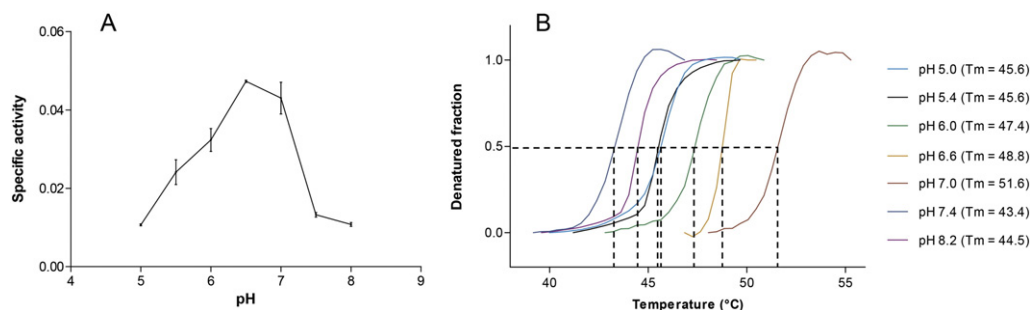 A
Specific activity
0.06
0.04
0.02
0.00
4 5 6 7 8 9
pH
B
Denatured fraction
1.0
0.5
0.0
40 45 50 55
Temperature (°C)
pH 5.0 (Tm = 45.6)
pH 5.4 (Tm = 45.6)
pH 6.0 (Tm = 47.4)
pH 6.6 (Tm = 48.8)
pH 7.0 (Tm = 51.6)
pH 7.4 (Tm = 43.4)
pH 8.2 (Tm = 44.5)